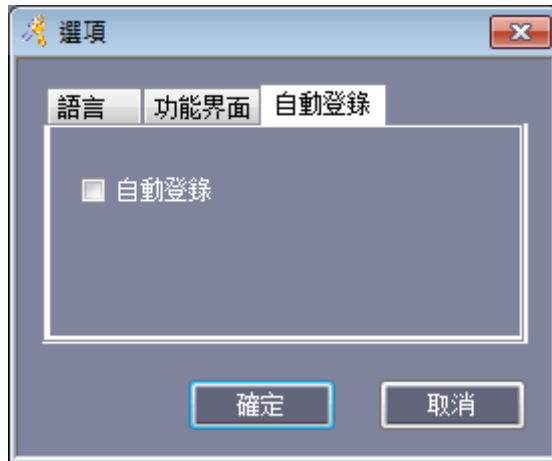 選項
語言 功能界面 自動登錄
自動登錄
確定 取消